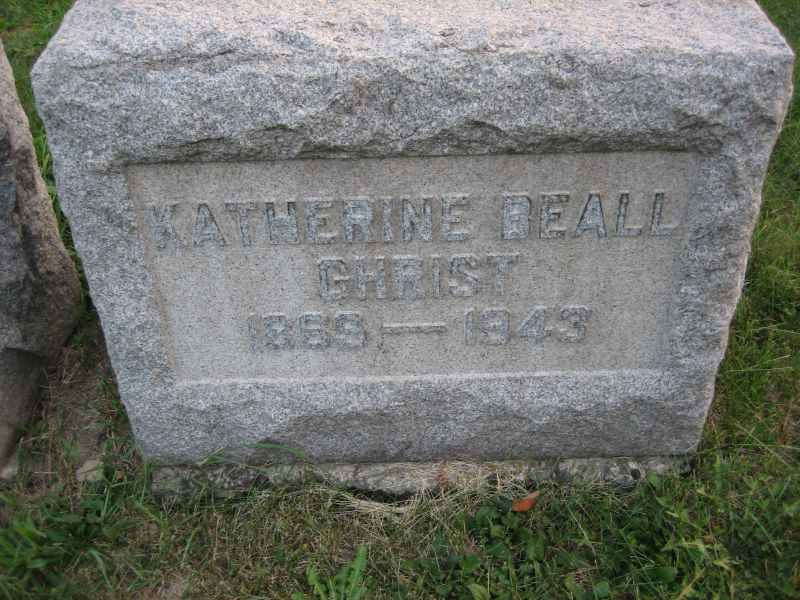 KATHERINE BEALL
CHRIST
1869 — 1943